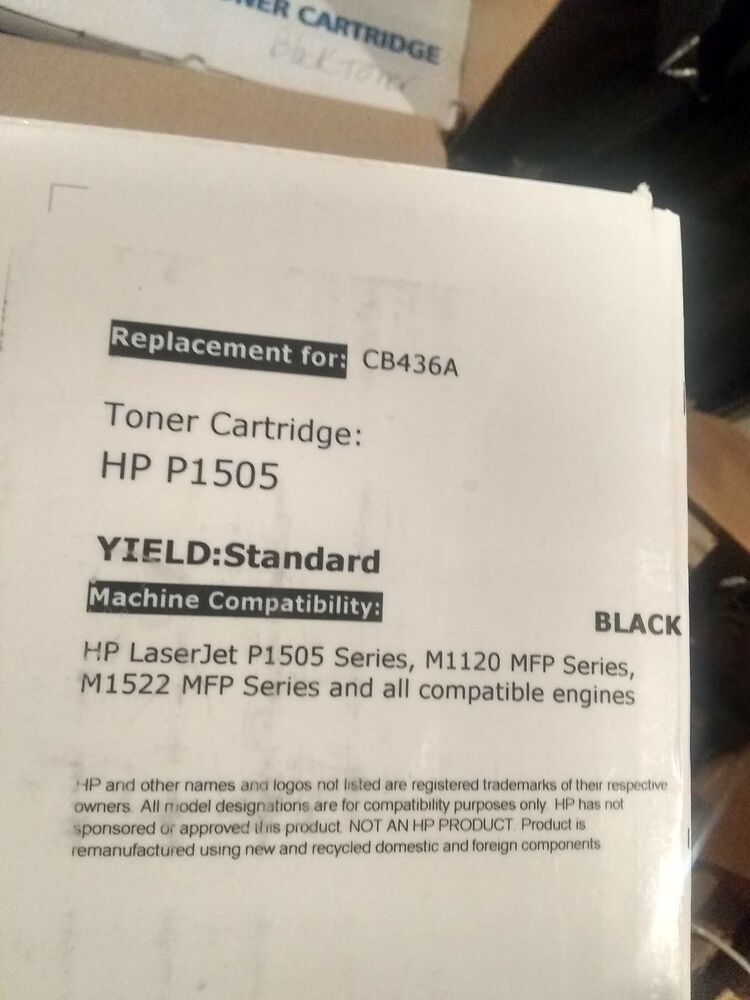 NER CARTRIDGE
Replacement for: CB436A
Toner Cartridge:
HP P1505
YIELD:Standard
Machine Compatibility:
BLACK
HP LaserJet P1505 Series, M1120 MFP Series,
M1522 MFP Series and all compatible engines
HP and other names and logos not listed are registered trademarks of their respective
owners. All model designations are for compatibility purposes only. HP has not
sponsored or approved this product. NOT AN HP PRODUCT. Product is
remanufactured using new and recycled domestic and foreign components